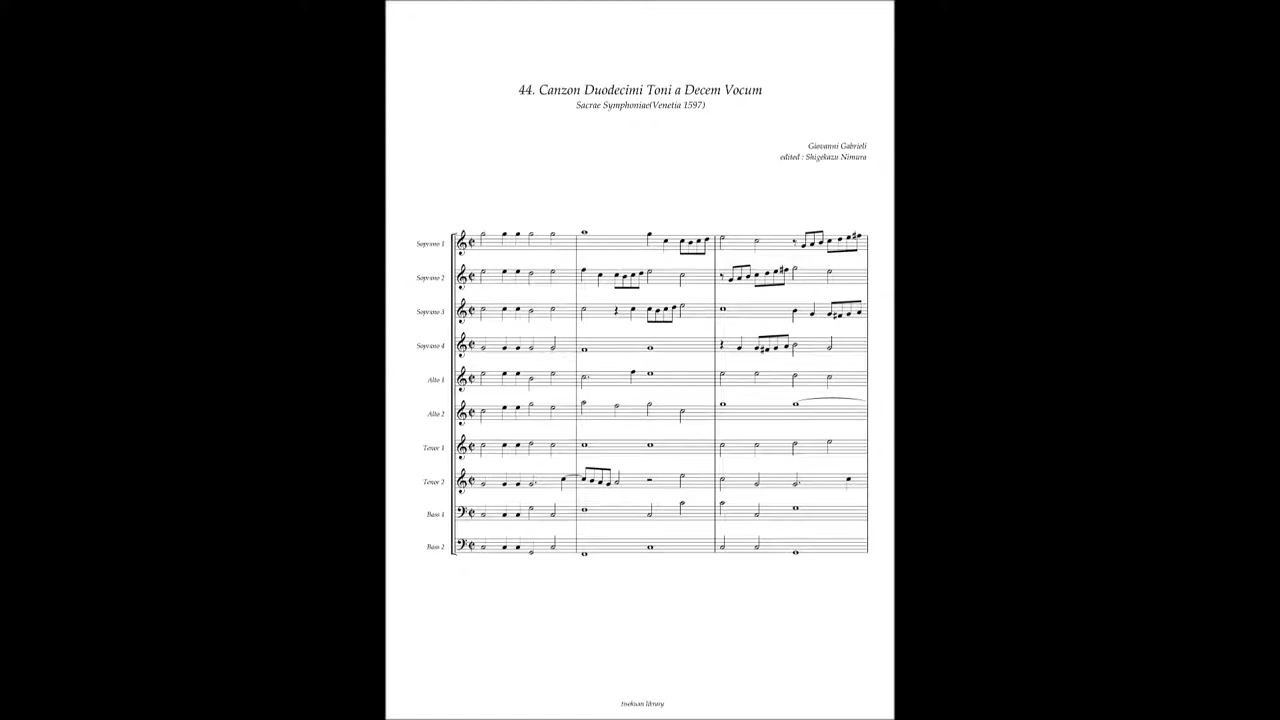 44. Canzon Duodecimi Toni a Decem Vocum
Sacrae Symphoniae(Venetia 1597)
Giovanni Gabrieli
edited : Shigekazu Nimura
Soprano 1
Soprano 2
Soprano 3
Soprano 4
Alto 1
Alto 2
Tenor 1
Tenor 2
Bass 1
Bass 2
library